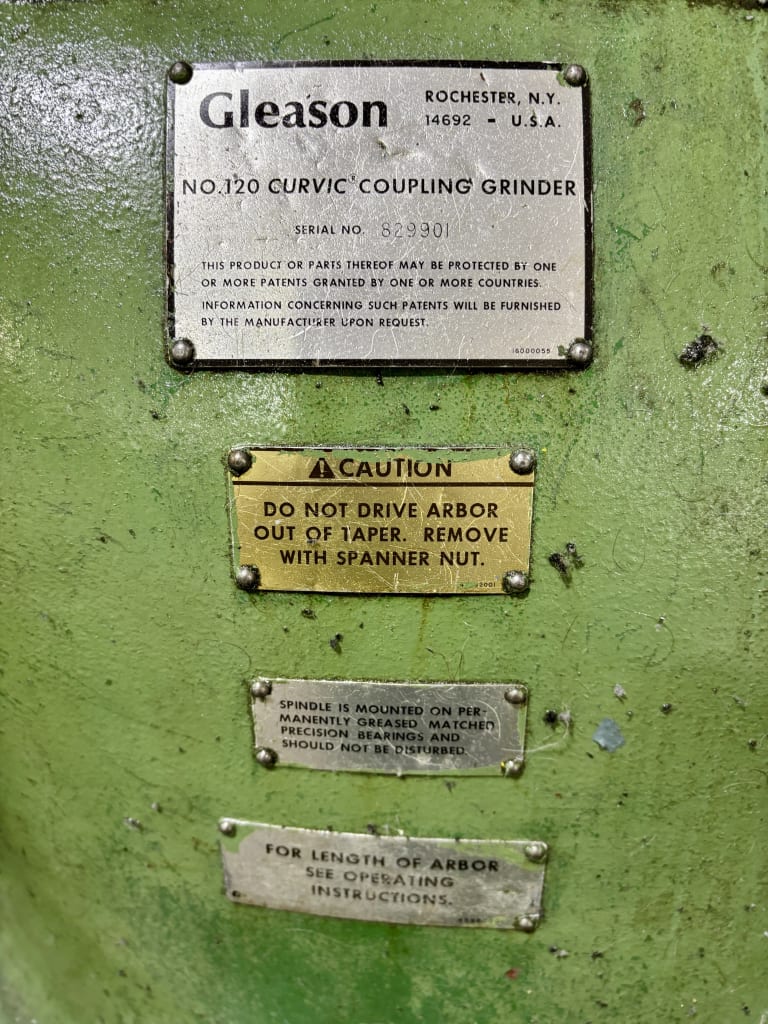 Gleason
ROCHESTER, N.Y.
14692 - U.S.A.
NO.120 CURVIC® COUPLING GRINDER
SERIAL NO. 829901
THIS PRODUCT OR PARTS THEREOF MAY BE PROTECTED BY ONE
OR MORE PATENTS GRANTED BY ONE OR MORE COUNTRIES.
INFORMATION CONCERNING SUCH PATENTS WILL BE FURNISHED
BY THE MANUFACTURER UPON REQUEST.
16000055
⚠ CAUTION
DO NOT DRIVE ARBOR
OUT OF TAPER. REMOVE
WITH SPANNER NUT.
SPINDLE IS MOUNTED ON PER-
MANENTLY GREASED MATCHED
PRECISION BEARINGS AND
SHOULD NOT BE DISTURBED.
FOR LENGTH OF ARBOR
SEE OPERATING
INSTRUCTIONS.